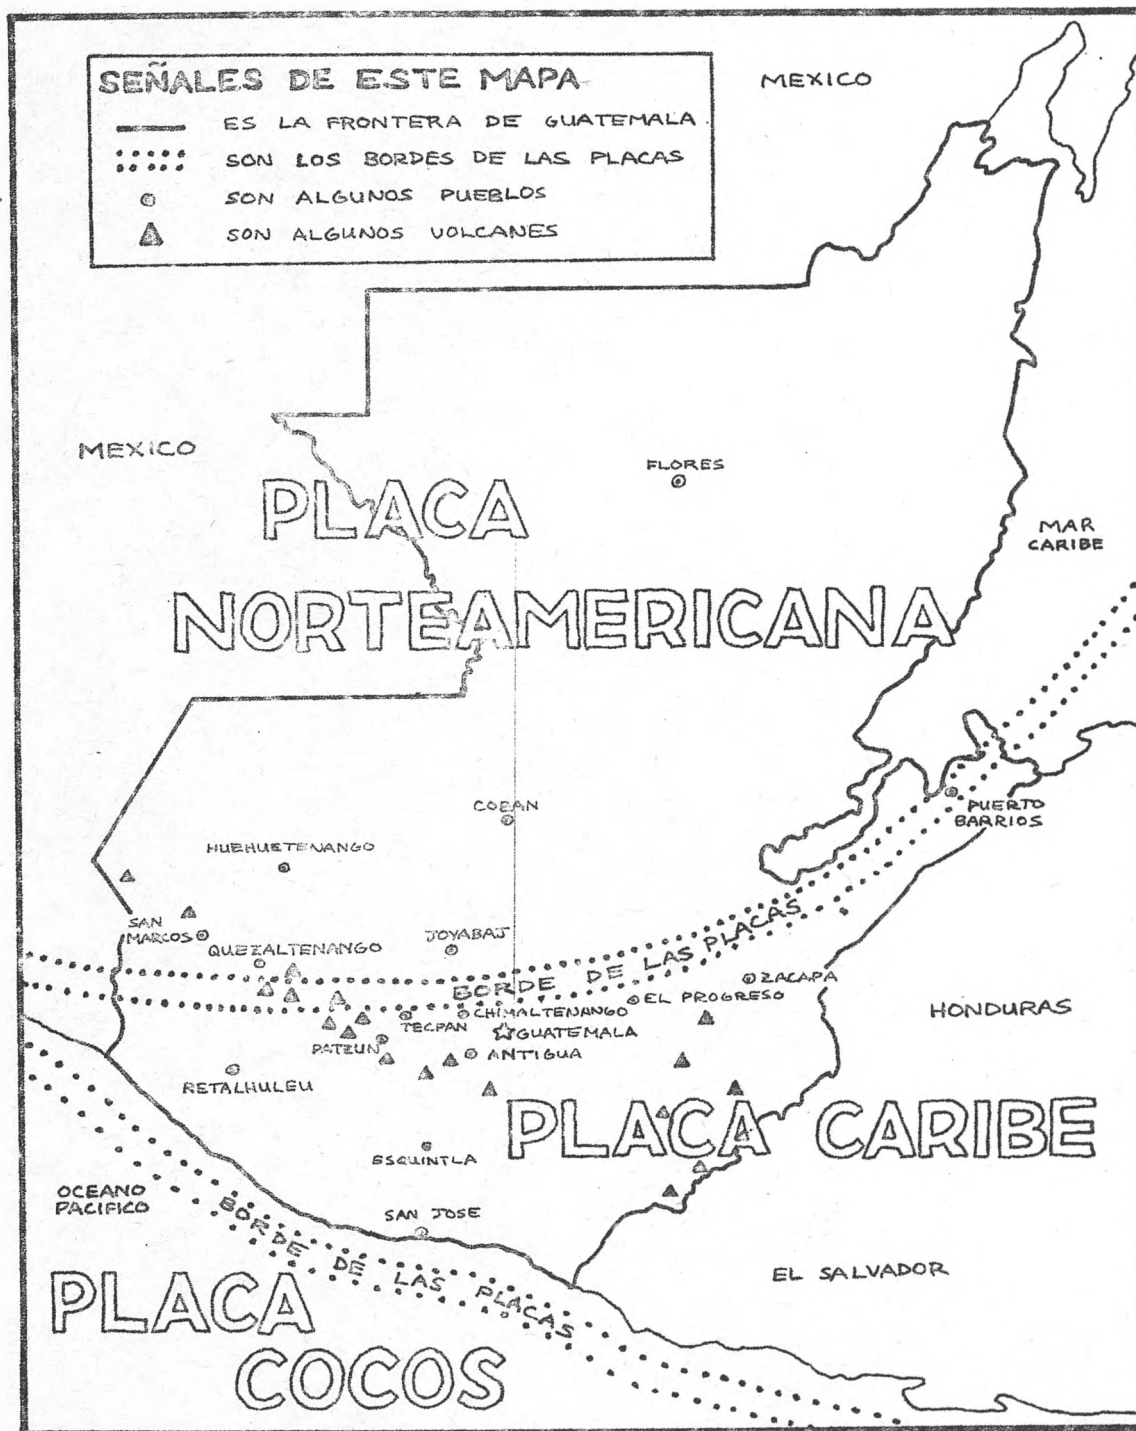 SEÑALES DE ESTE MAPA
ES LA FRONTERA DE GUATEMALA.
SON LOS BORDES DE LAS PLACAS
SON ALGUNOS PUEBLOS
SON ALGUNOS VOLCANES
MEXICO
MEXICO
FLORES
PLACA
MAR
CARIBE
NORTEAMERICANA
COBAN
PUERTO
BARRIOS
HUEHUETENANGO
SAN
MARCOS
QUEZALTENANGO
JOYABAJ
BORDE DE LAS PLACAS
ZACAPA
EL PROGRESO
CHIMALTENANGO
TECPAN
GUATEMALA
HONDURAS
PATZUN
ANTIGUA
RETALHULEU
PLACA CARIBE
ESQUINTLA
OCEANO
PACIFICO
SAN JOSE
BORDE DE LAS PLACAS
EL SALVADOR
PLACA
COCOS